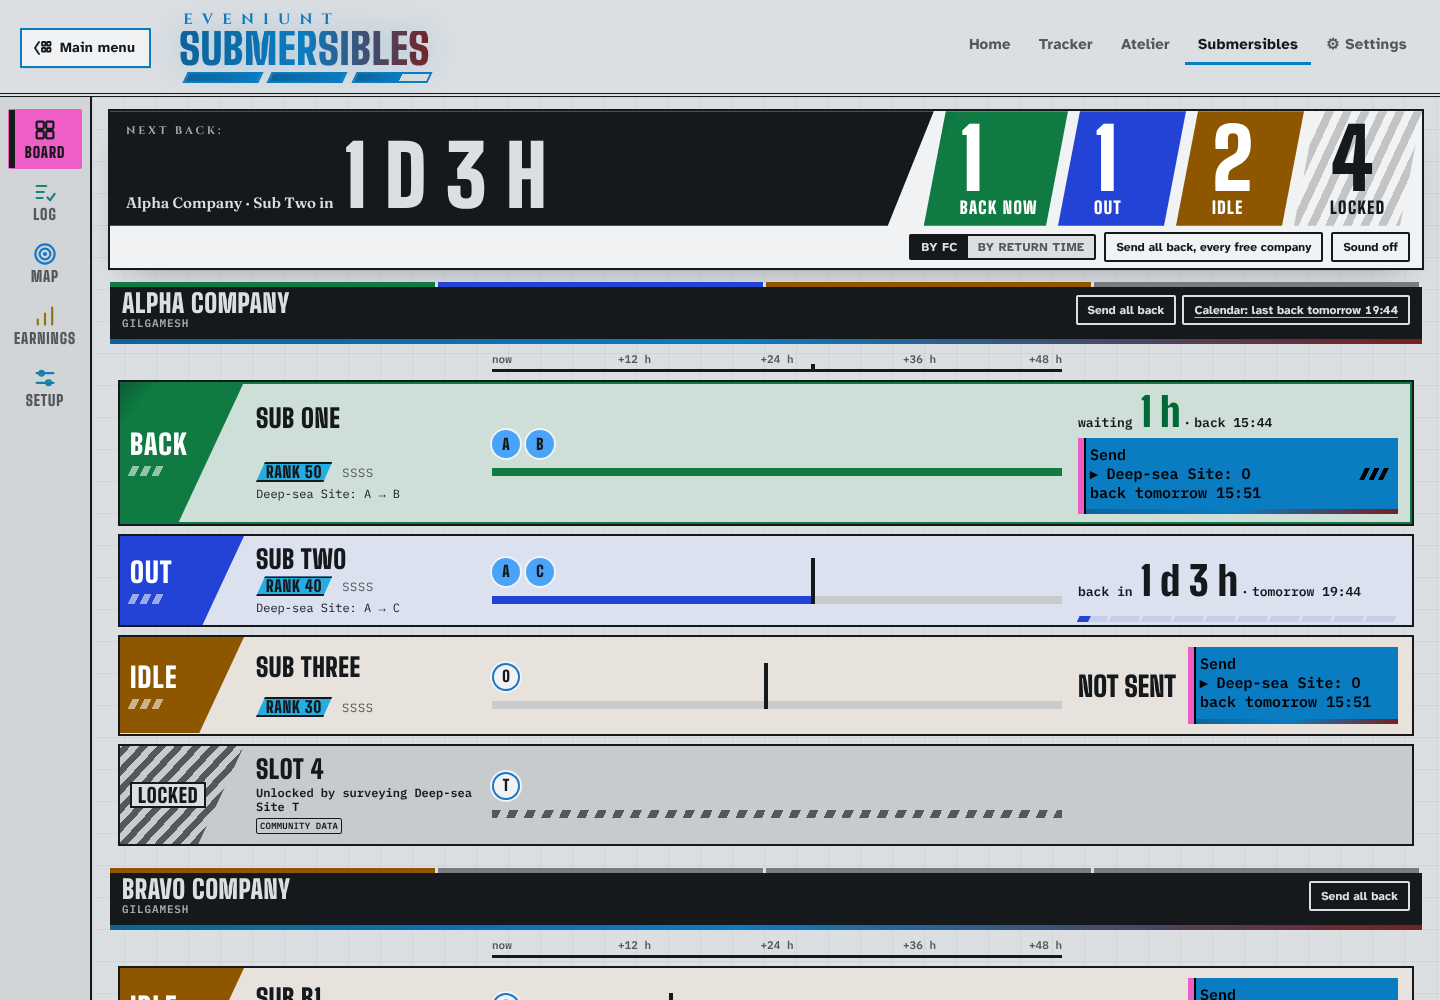 Main menu
EVENIUNT
SUBMERSIBLES
Home
Tracker
Atelier
Submersibles
⚙ Settings
BOARD
LOG
MAP
EARNINGS
SETUP
NEXT BACK:
Alpha Company · Sub Two in 1D3H
1 BACK NOW
1 OUT
2 IDLE
4 LOCKED
BY FC
BY RETURN TIME
Send all back, every free company
Sound off
ALPHA COMPANY
GILGAMESH
Send all back
Calendar: last back tomorrow 19:44
now +12 h +24 h +36 h +48 h
BACK
SUB ONE
RANK 50 SSSS
Deep-sea Site: A → B
A B
waiting 1 h · back 15:44
Send
▶ Deep-sea Site: O
back tomorrow 15:51
OUT
SUB TWO
RANK 40 SSSS
Deep-sea Site: A → C
A C
back in 1 d 3 h · tomorrow 19:44
IDLE
SUB THREE
RANK 30 SSSS
O
NOT SENT
Send
▶ Deep-sea Site: O
back tomorrow 15:51
LOCKED
SLOT 4
Unlocked by surveying Deep-sea
Site T
COMMUNITY DATA
T
BRAVO COMPANY
GILGAMESH
Send all back
now +12 h +24 h +36 h +48 h
IDLE
SUB B1
Send